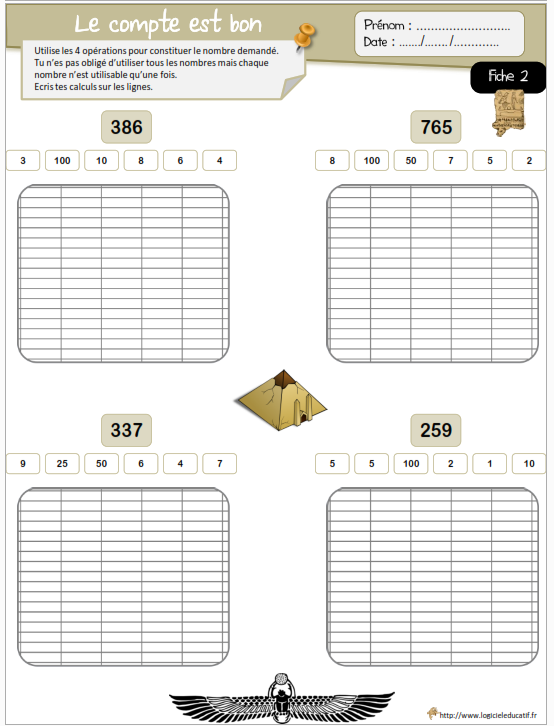 Le compte est bon
Prénom : ...........................
Date : ......./......../.............
Utilise les 4 opérations pour constituer le nombre demandé.
Tu n'es pas obligé d'utiliser tous les nombres mais chaque
nombre n'est utilisable qu'une fois.
Ecris tes calculs sur les lignes.
Fiche 2
386
765
3 100 10 8 6 4
8 100 50 7 5 2
337
259
9 25 50 6 4 7
5 5 100 2 1 10
http://www.logicieleducatif.fr